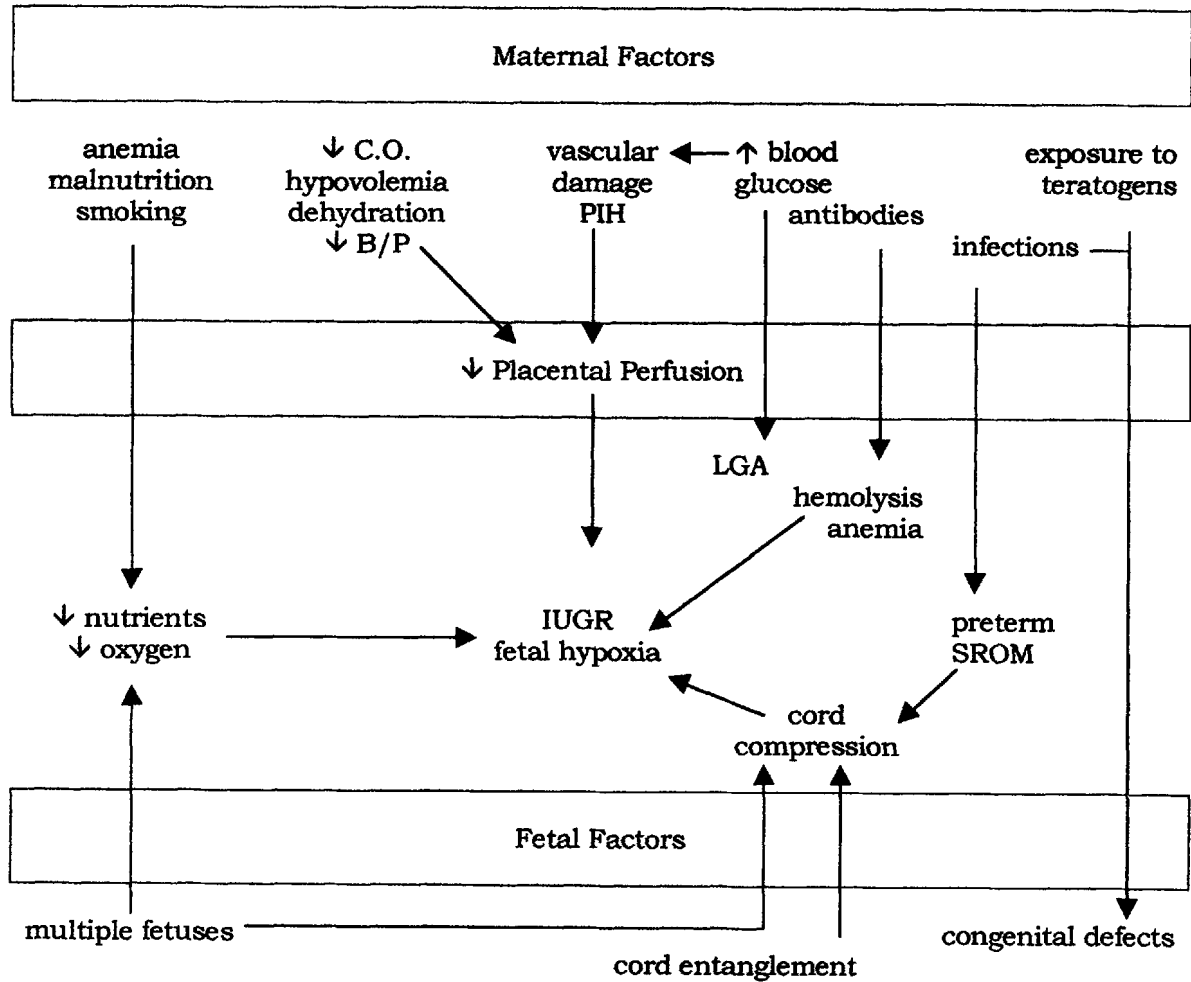 Maternal Factors
anemia
malnutrition
smoking
↓ C.O.
hypovolemia
dehydration
↓ B/P
vascular
damage
PIH
↑ blood
glucose
antibodies
exposure to
teratogens
infections
↓ Placental Perfusion
LGA
hemolysis
anemia
↓ nutrients
↓ oxygen
IUGR
fetal hypoxia
preterm
SROM
cord
compression
Fetal Factors
multiple fetuses
cord entanglement
congenital defects